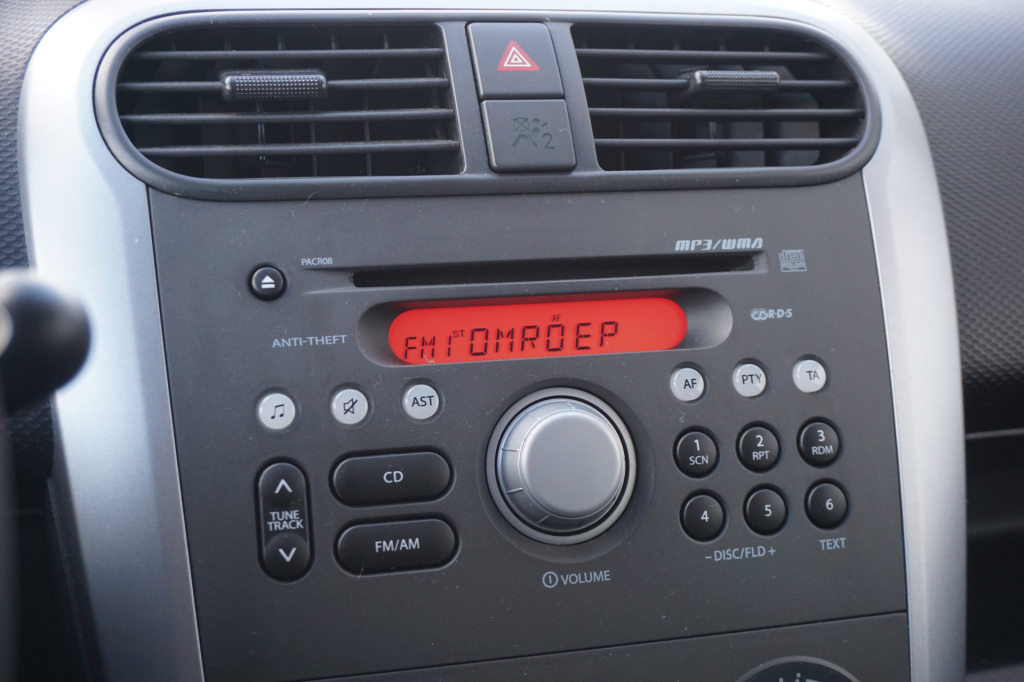 2
MP3/WMA
PACR08
ANTI-THEFT
AF
FM1 ST OMROEP
R·D·S
AST
AF
PTY
TA
CD
1
SCN
2
RPT
3
RDM
TUNE
TRACK
FM/AM
4
5
6
– DISC/FLD +
TEXT
VOLUME